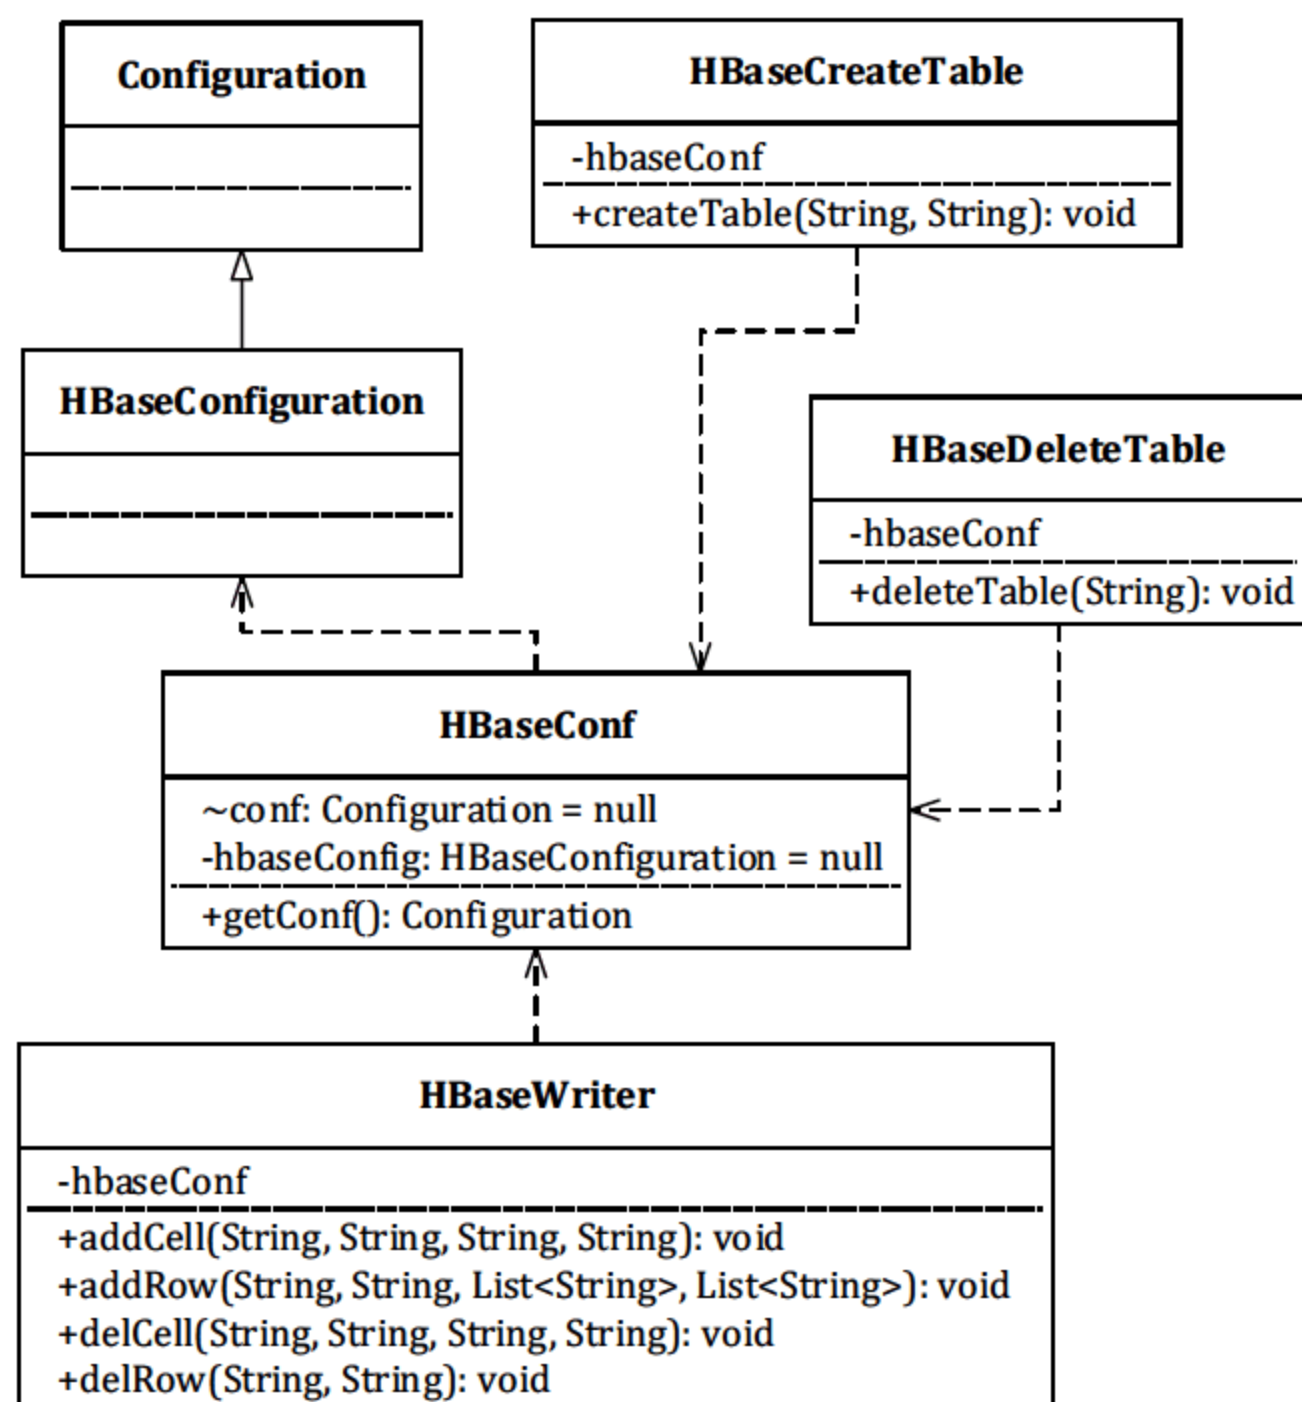 Configuration
HBaseCreateTable
-hbaseConf
+createTable(String, String): void
HBaseConfiguration
HBaseDeleteTable
-hbaseConf
+deleteTable(String): void
HBaseConf
~conf: Configuration = null
-hbaseConfig: HBaseConfiguration = null
+getConf(): Configuration
HBaseWriter
-hbaseConf
+addCell(String, String, String, String): void
+addRow(String, String, List<String>, List<String>): void
+delCell(String, String, String, String): void
+delRow(String, String): void